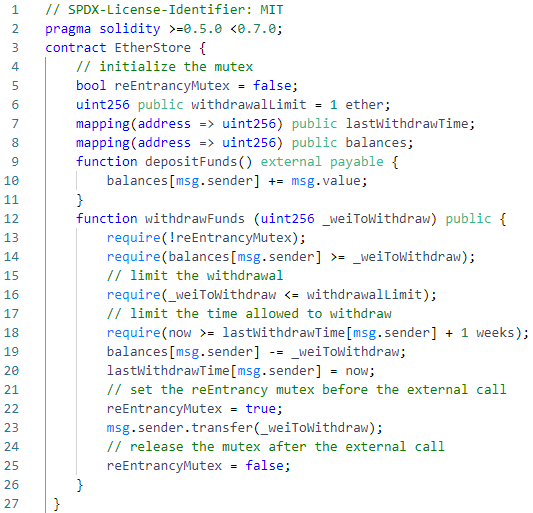 1 // SPDX-License-Identifier: MIT
2 pragma solidity >=0.5.0 <0.7.0;
3 contract EtherStore {
4 // initialize the mutex
5 bool reEntrancyMutex = false;
6 uint256 public withdrawalLimit = 1 ether;
7 mapping(address => uint256) public lastWithdrawTime;
8 mapping(address => uint256) public balances;
9 function depositFunds() external payable {
10 balances[msg.sender] += msg.value;
11 }
12 function withdrawFunds (uint256 _weiToWithdraw) public {
13 require(!reEntrancyMutex);
14 require(balances[msg.sender] >= _weiToWithdraw);
15 // limit the withdrawal
16 require(_weiToWithdraw <= withdrawalLimit);
17 // limit the time allowed to withdraw
18 require(now >= lastWithdrawTime[msg.sender] + 1 weeks);
19 balances[msg.sender] -= _weiToWithdraw;
20 lastWithdrawTime[msg.sender] = now;
21 // set the reEntrancy mutex before the external call
22 reEntrancyMutex = true;
23 msg.sender.transfer(_weiToWithdraw);
24 // release the mutex after the external call
25 reEntrancyMutex = false;
26 }
27 }